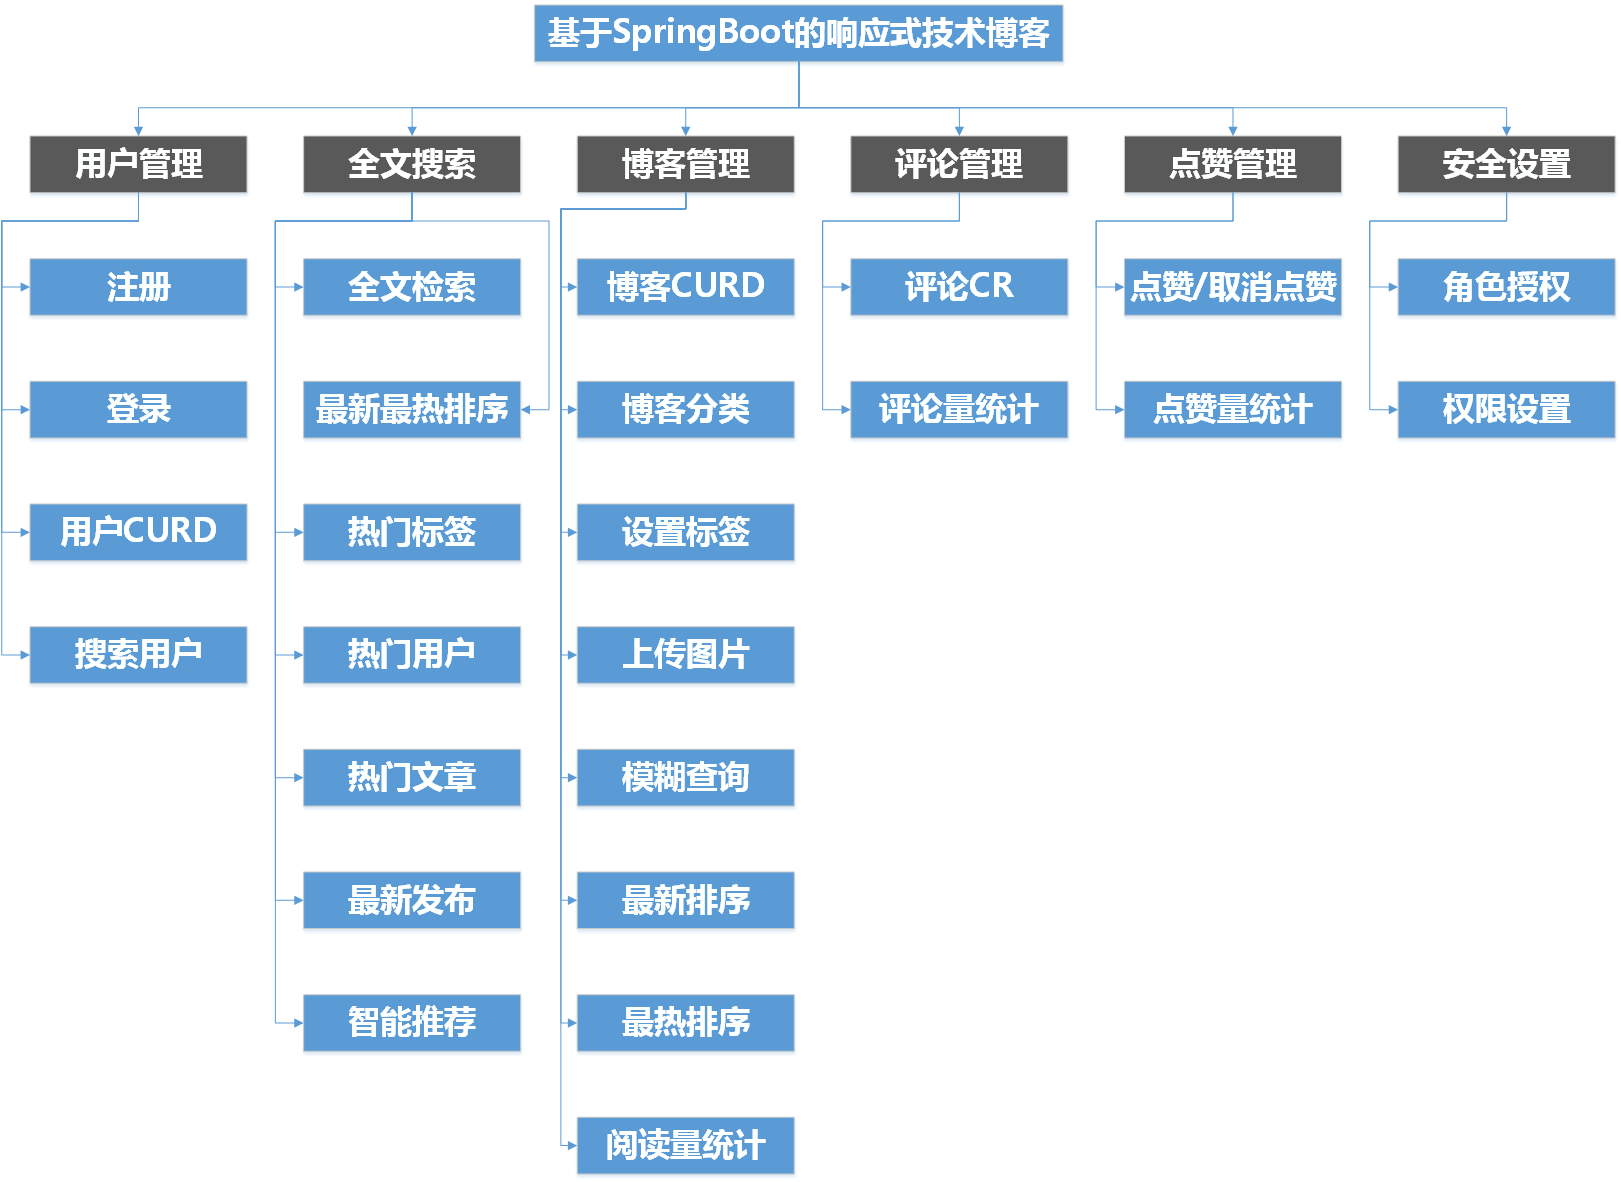 基于SpringBoot的响应式技术博客
用户管理
全文搜索
博客管理
评论管理
点赞管理
安全设置
注册
全文检索
博客CURD
评论CR
点赞/取消点赞
角色授权
登录
最新最热排序
博客分类
评论量统计
点赞量统计
权限设置
用户CURD
热门标签
设置标签
搜索用户
热门用户
上传图片
热门文章
模糊查询
最新发布
最新排序
智能推荐
最热排序
阅读量统计